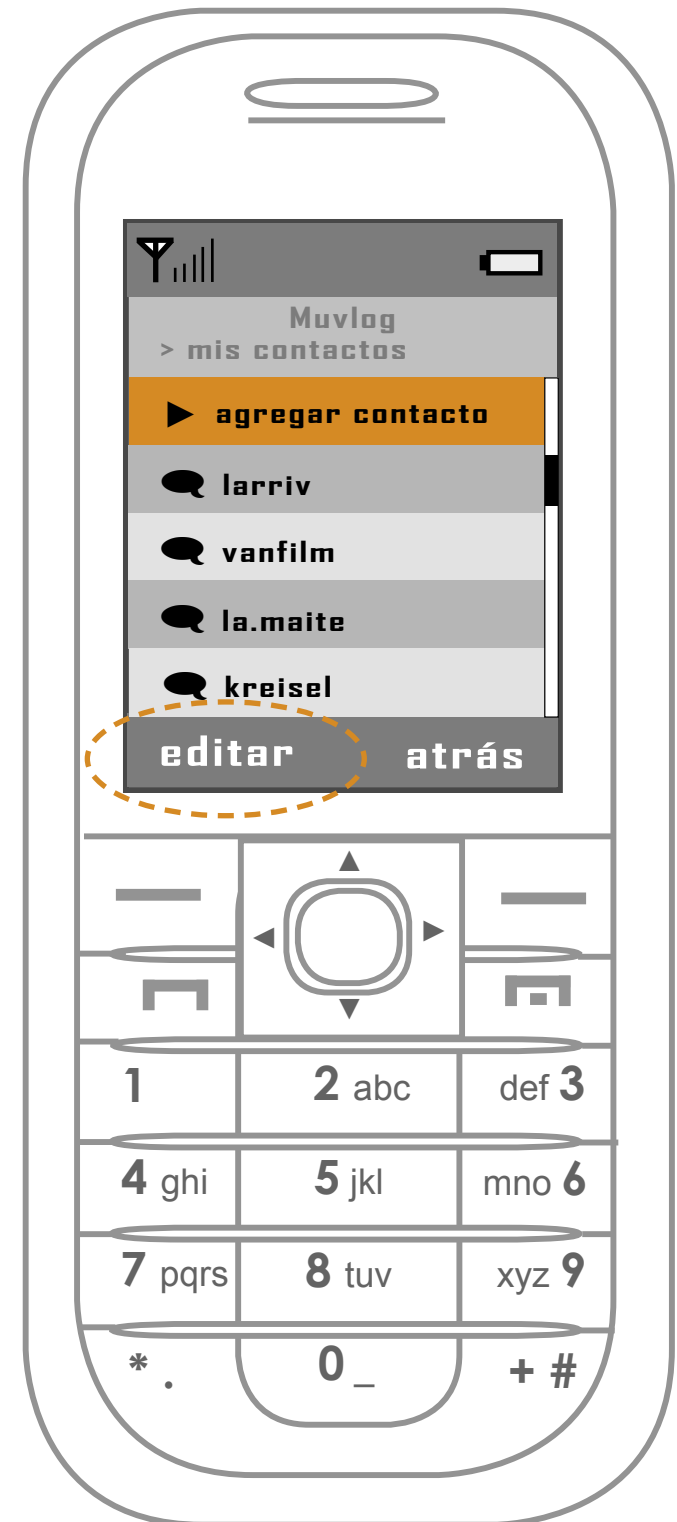 Muvlog
> mis contactos
agregar contacto
larriv
vanfilm
la.maite
kreisel
editar atrás
1 2 abc def 3
4 ghi 5 jkl mno 6
7 pqrs 8 tuv xyz 9
* . 0 _ + #